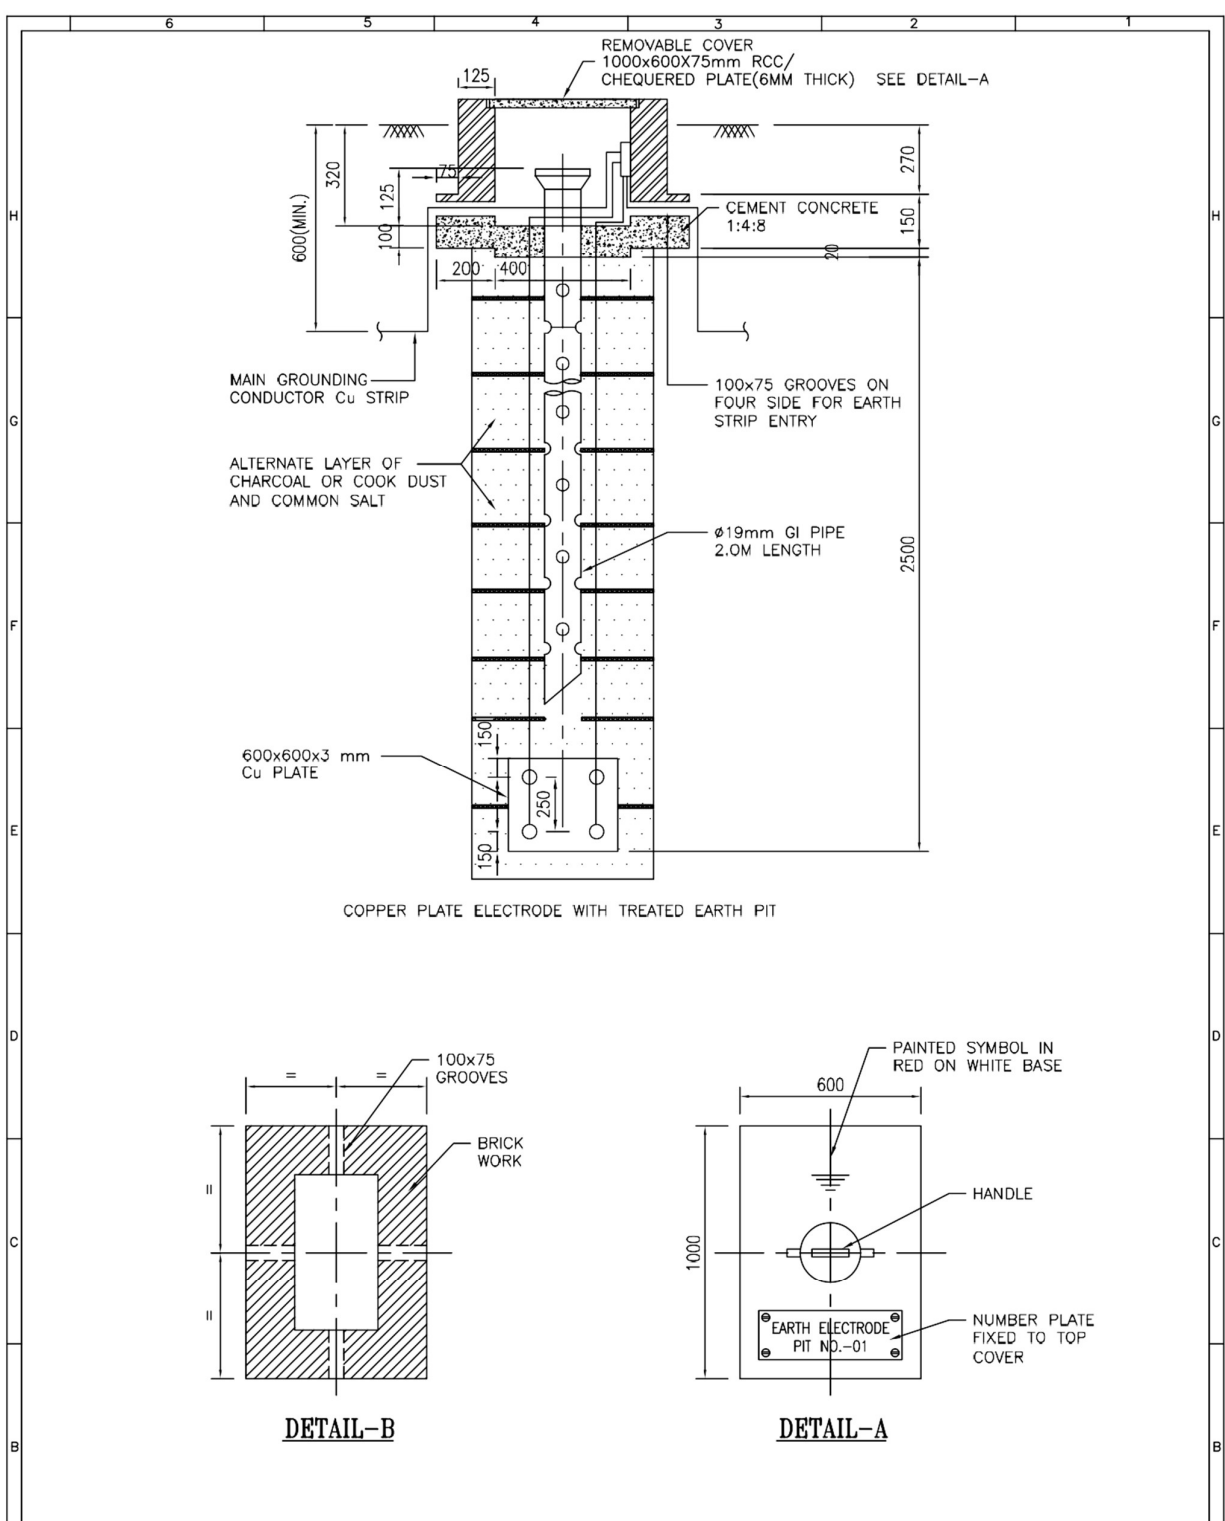 6 5 4 3 2 1
REMOVABLE COVER
1000x600X75mm RCC/
CHEQUERED PLATE(6MM THICK) SEE DETAIL-A
125
270
320
75
125
600(MIN.)
H
H
CEMENT CONCRETE
1:4:8
150
100
20
200 400
MAIN GROUNDING
CONDUCTOR Cu STRIP
100x75 GROOVES ON
FOUR SIDE FOR EARTH
STRIP ENTRY
G
G
ALTERNATE LAYER OF
CHARCOAL OR COOK DUST
AND COMMON SALT
ø19mm GI PIPE
2.0M LENGTH
2500
F
F
150
600x600x3 mm
Cu PLATE
250
E
E
150
COPPER PLATE ELECTRODE WITH TREATED EARTH PIT
D
D
100x75
GROOVES
= =
BRICK
WORK
=
=
DETAIL-B
PAINTED SYMBOL IN
RED ON WHITE BASE
600
HANDLE
1000
C
C
EARTH ELECTRODE
PIT NO.-01
NUMBER PLATE
FIXED TO TOP
COVER
DETAIL-A
B
B